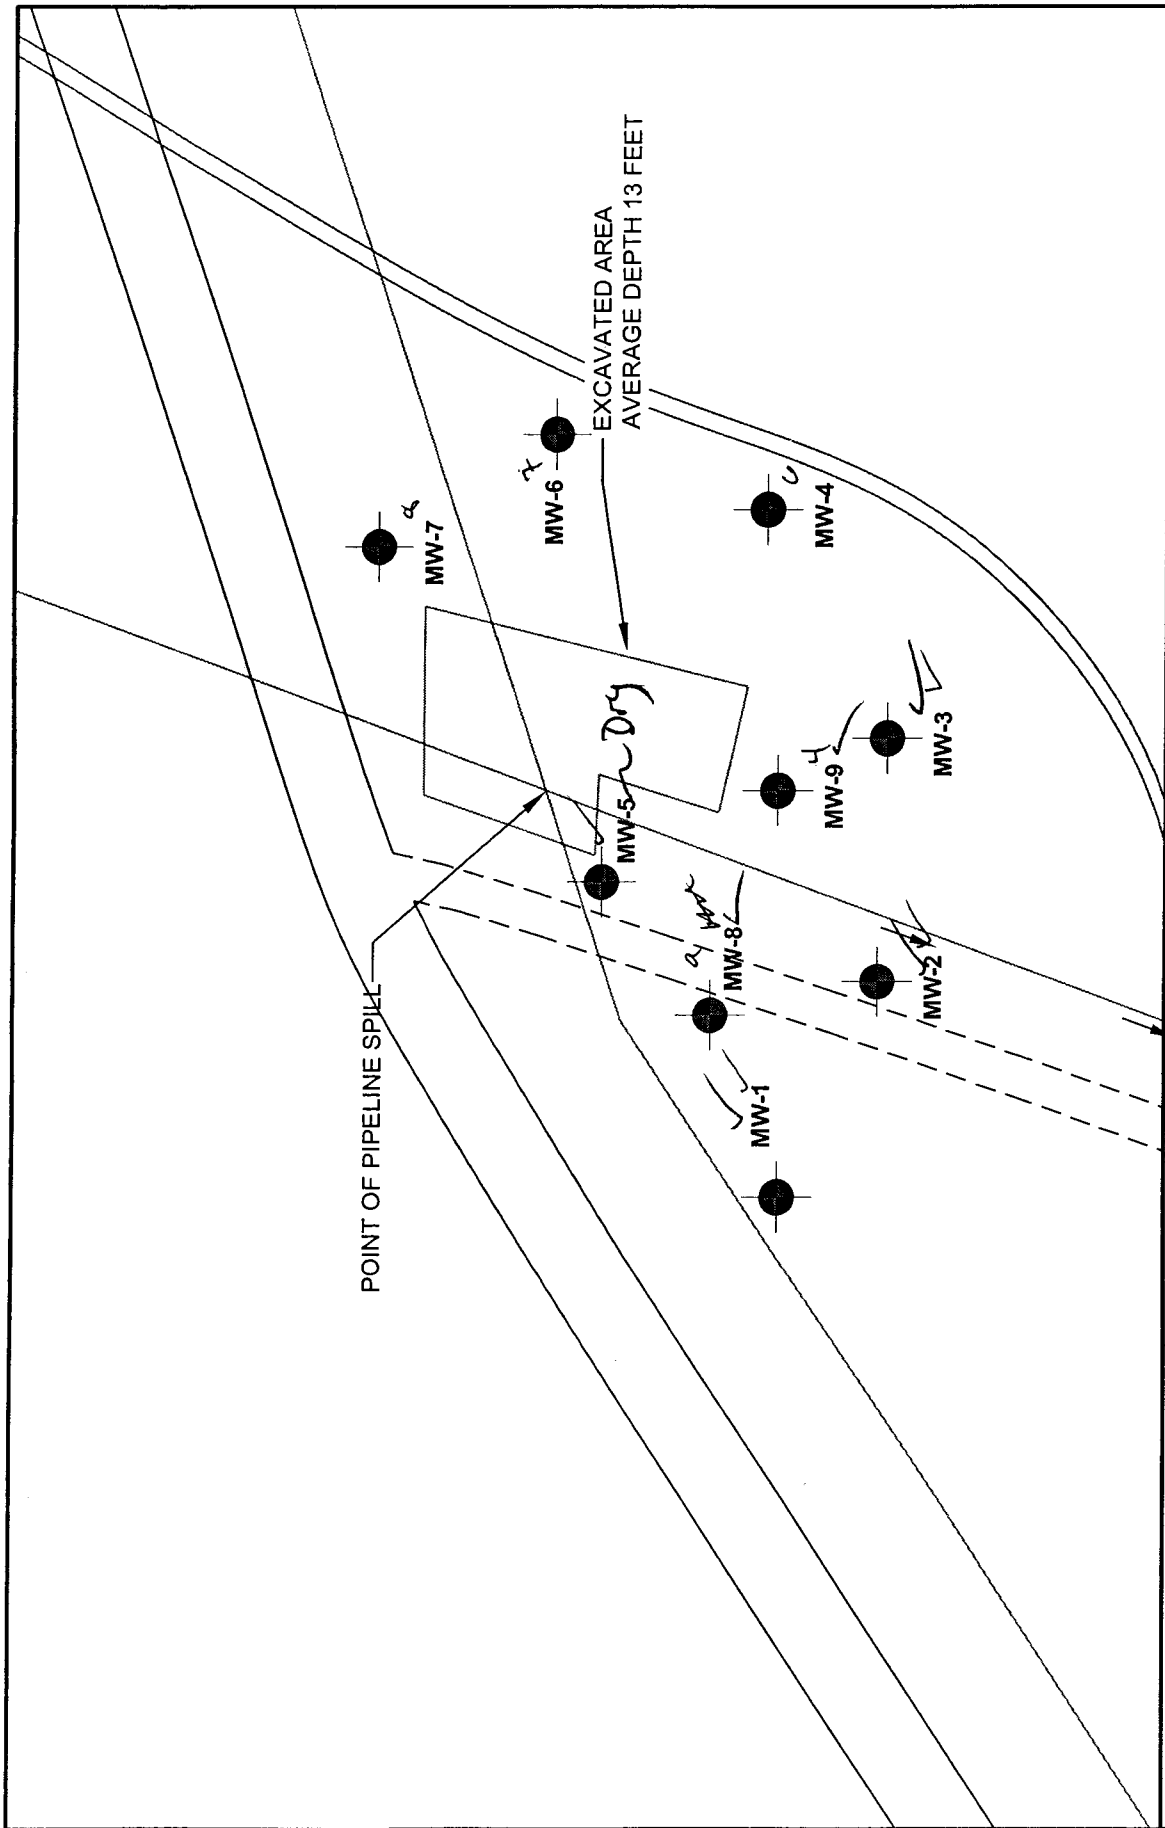 POINT OF PIPELINE SPILL
EXCAVATED AREA
AVERAGE DEPTH 13 FEET
MW-7
MW-6
MW-4
MW-5
Dry
MW-9
MW-3
MW-8
MW-2
MW-1